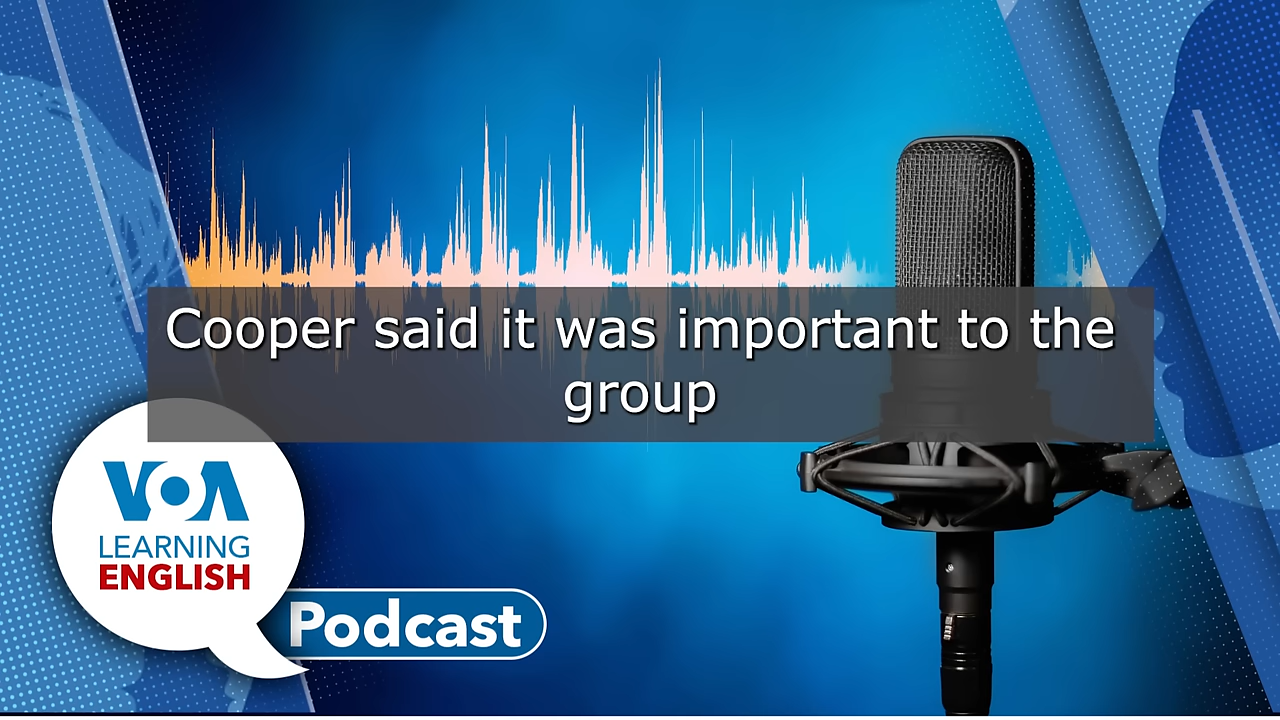 Cooper said it was important to the
group
VOA
LEARNING
ENGLISH
Podcast